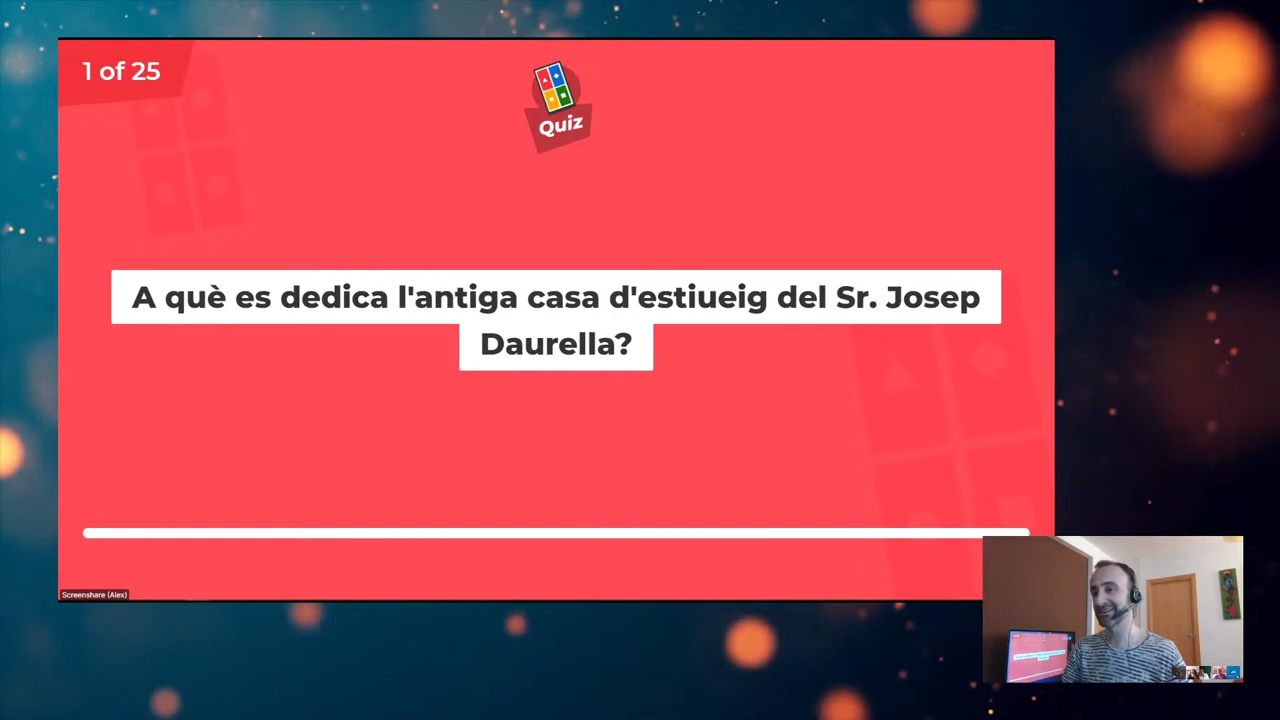 1 of 25
Quiz
A què es dedica l'antiga casa d'estiueig del Sr. Josep
Daurella?
Screenshare (Alex)